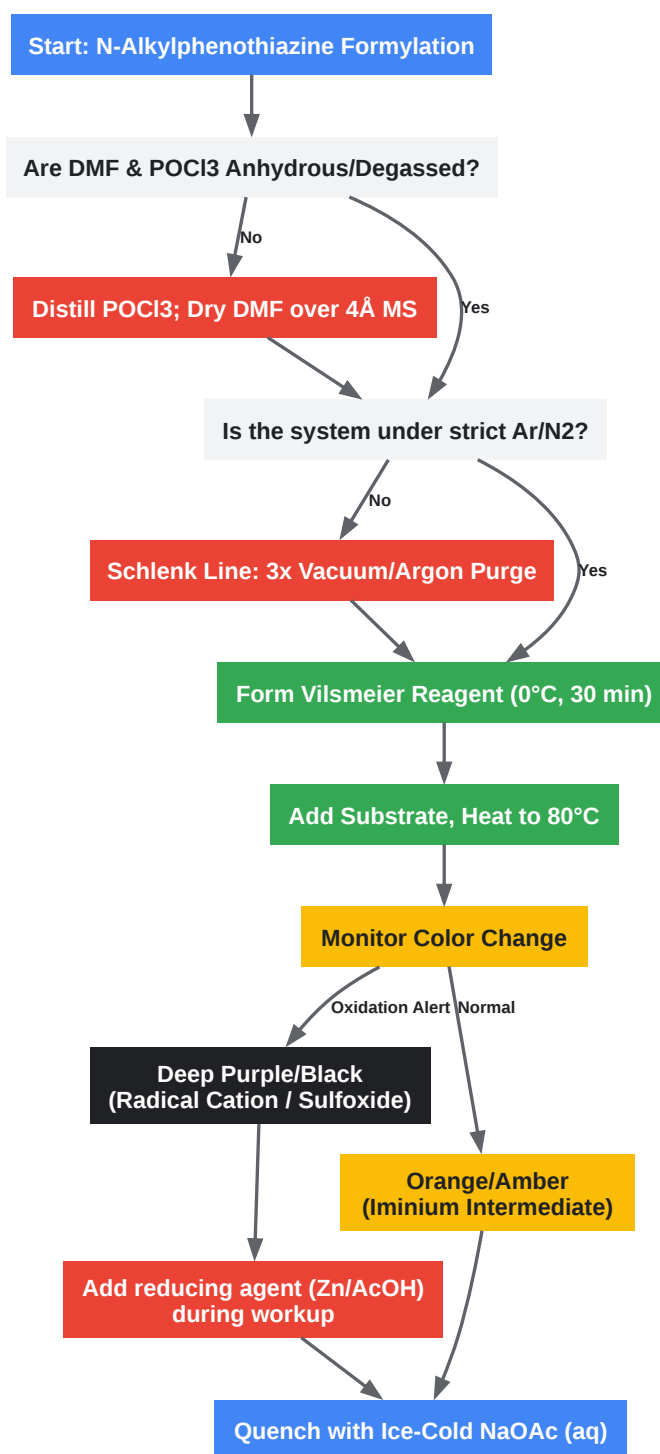 Start: N-Alkylphenothiazine Formylation
Are DMF & POCl3 Anhydrous/Degassed?
No
Yes
Distill POCl3; Dry DMF over 4Å MS
Is the system under strict Ar/N2?
No
Yes
Schlenk Line: 3x Vacuum/Argon Purge
Form Vilsmeier Reagent (0°C, 30 min)
Add Substrate, Heat to 80°C
Monitor Color Change
Oxidation Alert
Normal
Deep Purple/Black
(Radical Cation / Sulfoxide)
Orange/Amber
(Iminium Intermediate)
Add reducing agent (Zn/AcOH)
during workup
Quench with Ice-Cold NaOAc (aq)